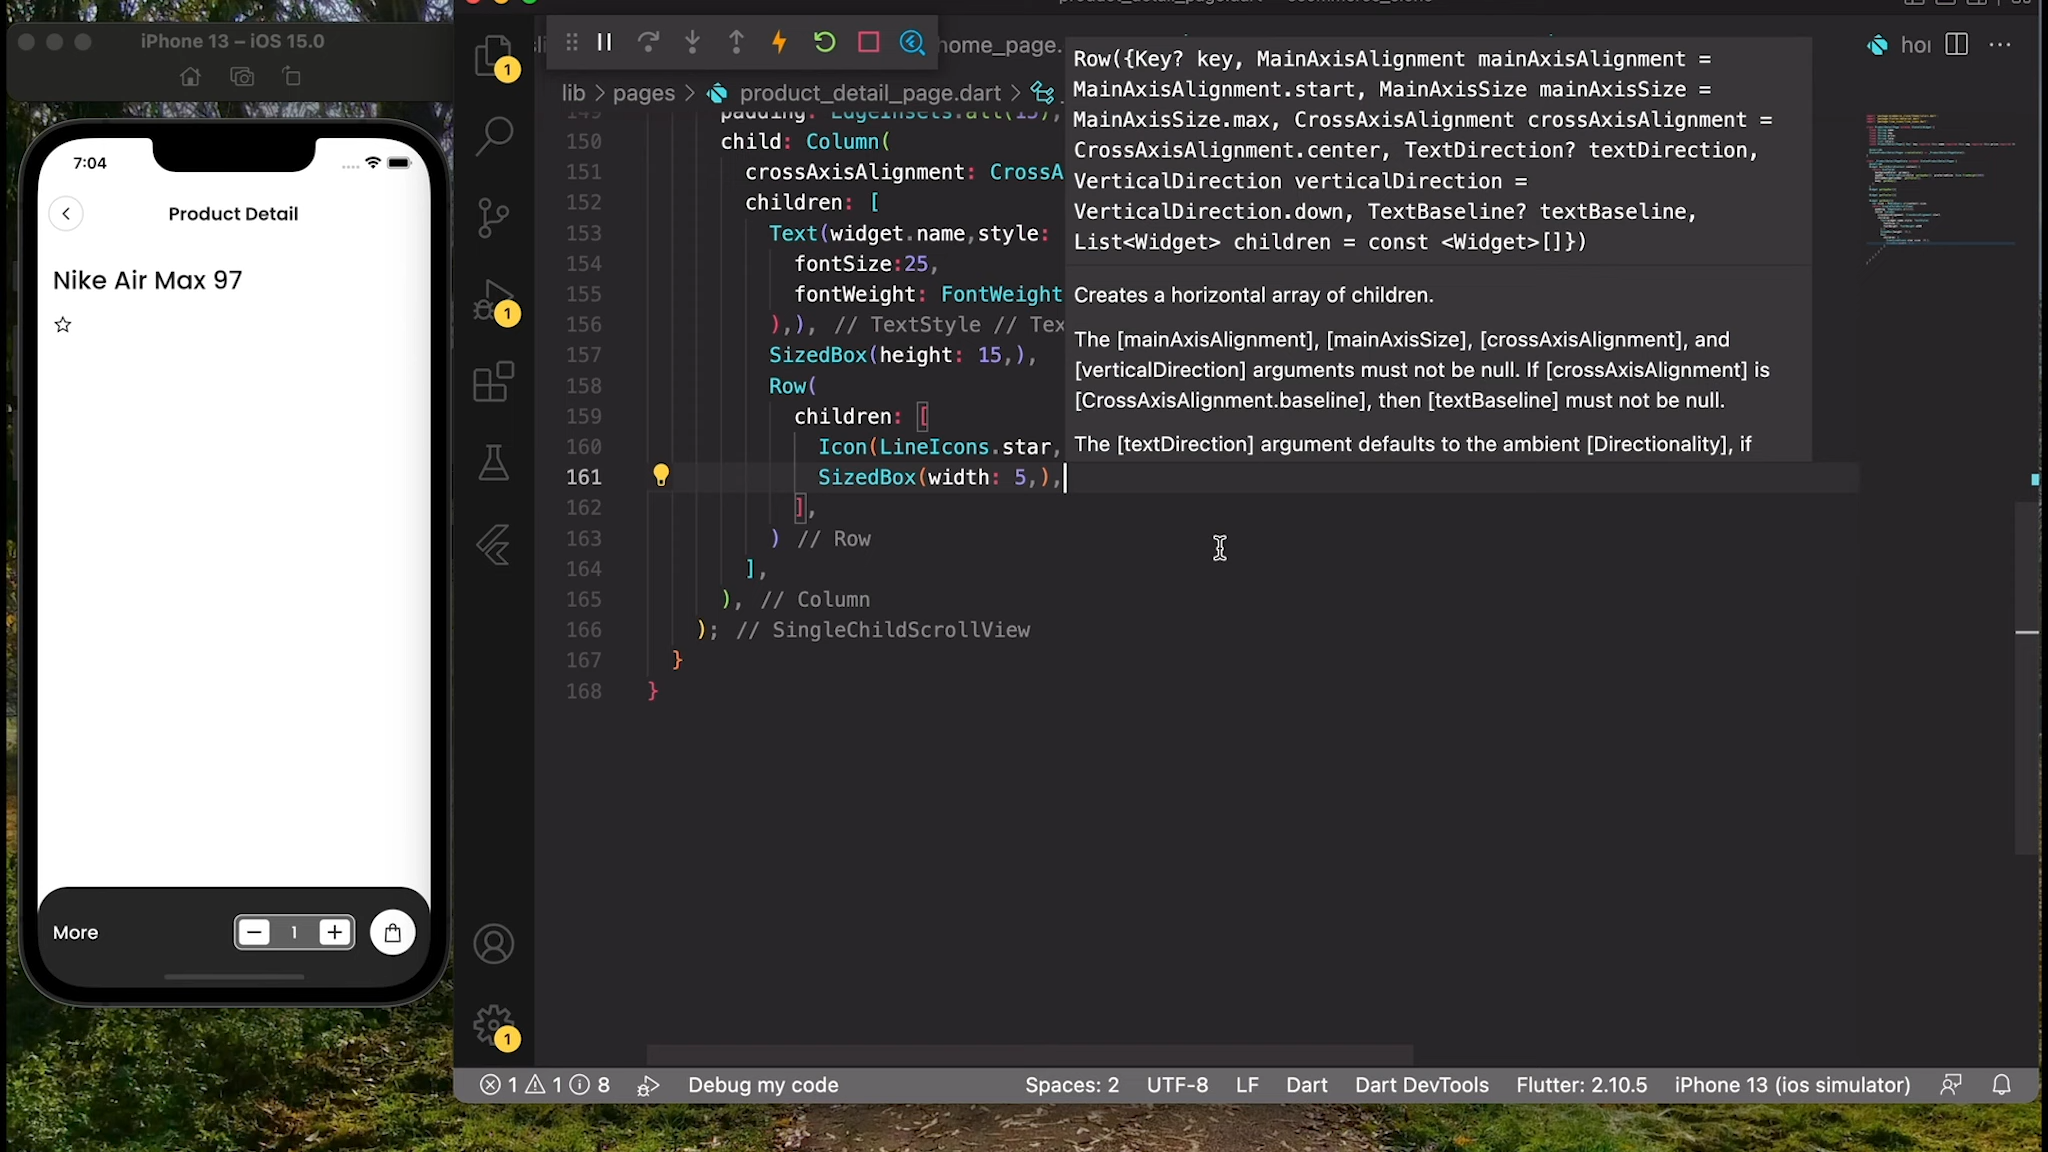 iPhone 13 – iOS 15.0
7:04
Product Detail
Nike Air Max 97
More
1
1
1
1
home_page.
lib > pages > product_detail_page.dart >
149 padding: EdgeInsets.all(15),
150 child: Column(
151 crossAxisAlignment: CrossA
152 children: [
153 Text(widget.name,style:
154 fontSize:25,
155 fontWeight: FontWeight
156 ),), // TextStyle // Tex
157 SizedBox(height: 15,),
158 Row(
159 children: [
160 Icon(LineIcons.star,
161 SizedBox(width: 5,),
162 ],
163 ) // Row
164 ],
165 ), // Column
166 ); // SingleChildScrollView
167 }
168 }
Row({Key? key, MainAxisAlignment mainAxisAlignment =
MainAxisAlignment.start, MainAxisSize mainAxisSize =
MainAxisSize.max, CrossAxisAlignment crossAxisAlignment =
CrossAxisAlignment.center, TextDirection? textDirection,
VerticalDirection verticalDirection =
VerticalDirection.down, TextBaseline? textBaseline,
List<Widget> children = const <Widget>[]})
Creates a horizontal array of children.
The [mainAxisAlignment], [mainAxisSize], [crossAxisAlignment], and
[verticalDirection] arguments must not be null. If [crossAxisAlignment] is
[CrossAxisAlignment.baseline], then [textBaseline] must not be null.
The [textDirection] argument defaults to the ambient [Directionality], if
1 1 8 Debug my code Spaces: 2 UTF-8 LF Dart Dart DevTools Flutter: 2.10.5 iPhone 13 (ios simulator)